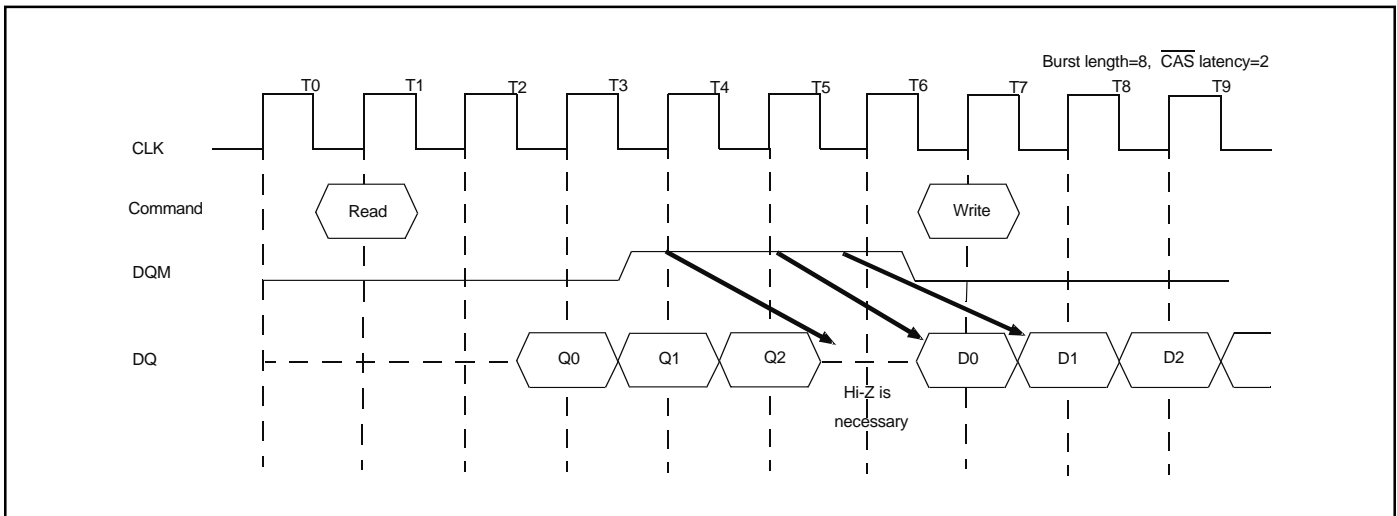 Burst length=8, CAS latency=2
T0 T1 T2 T3 T4 T5 T6 T7 T8 T9
CLK
Command Read Write
DQM
DQ Q0 Q1 Q2 D0 D1 D2
Hi-Z is
necessary